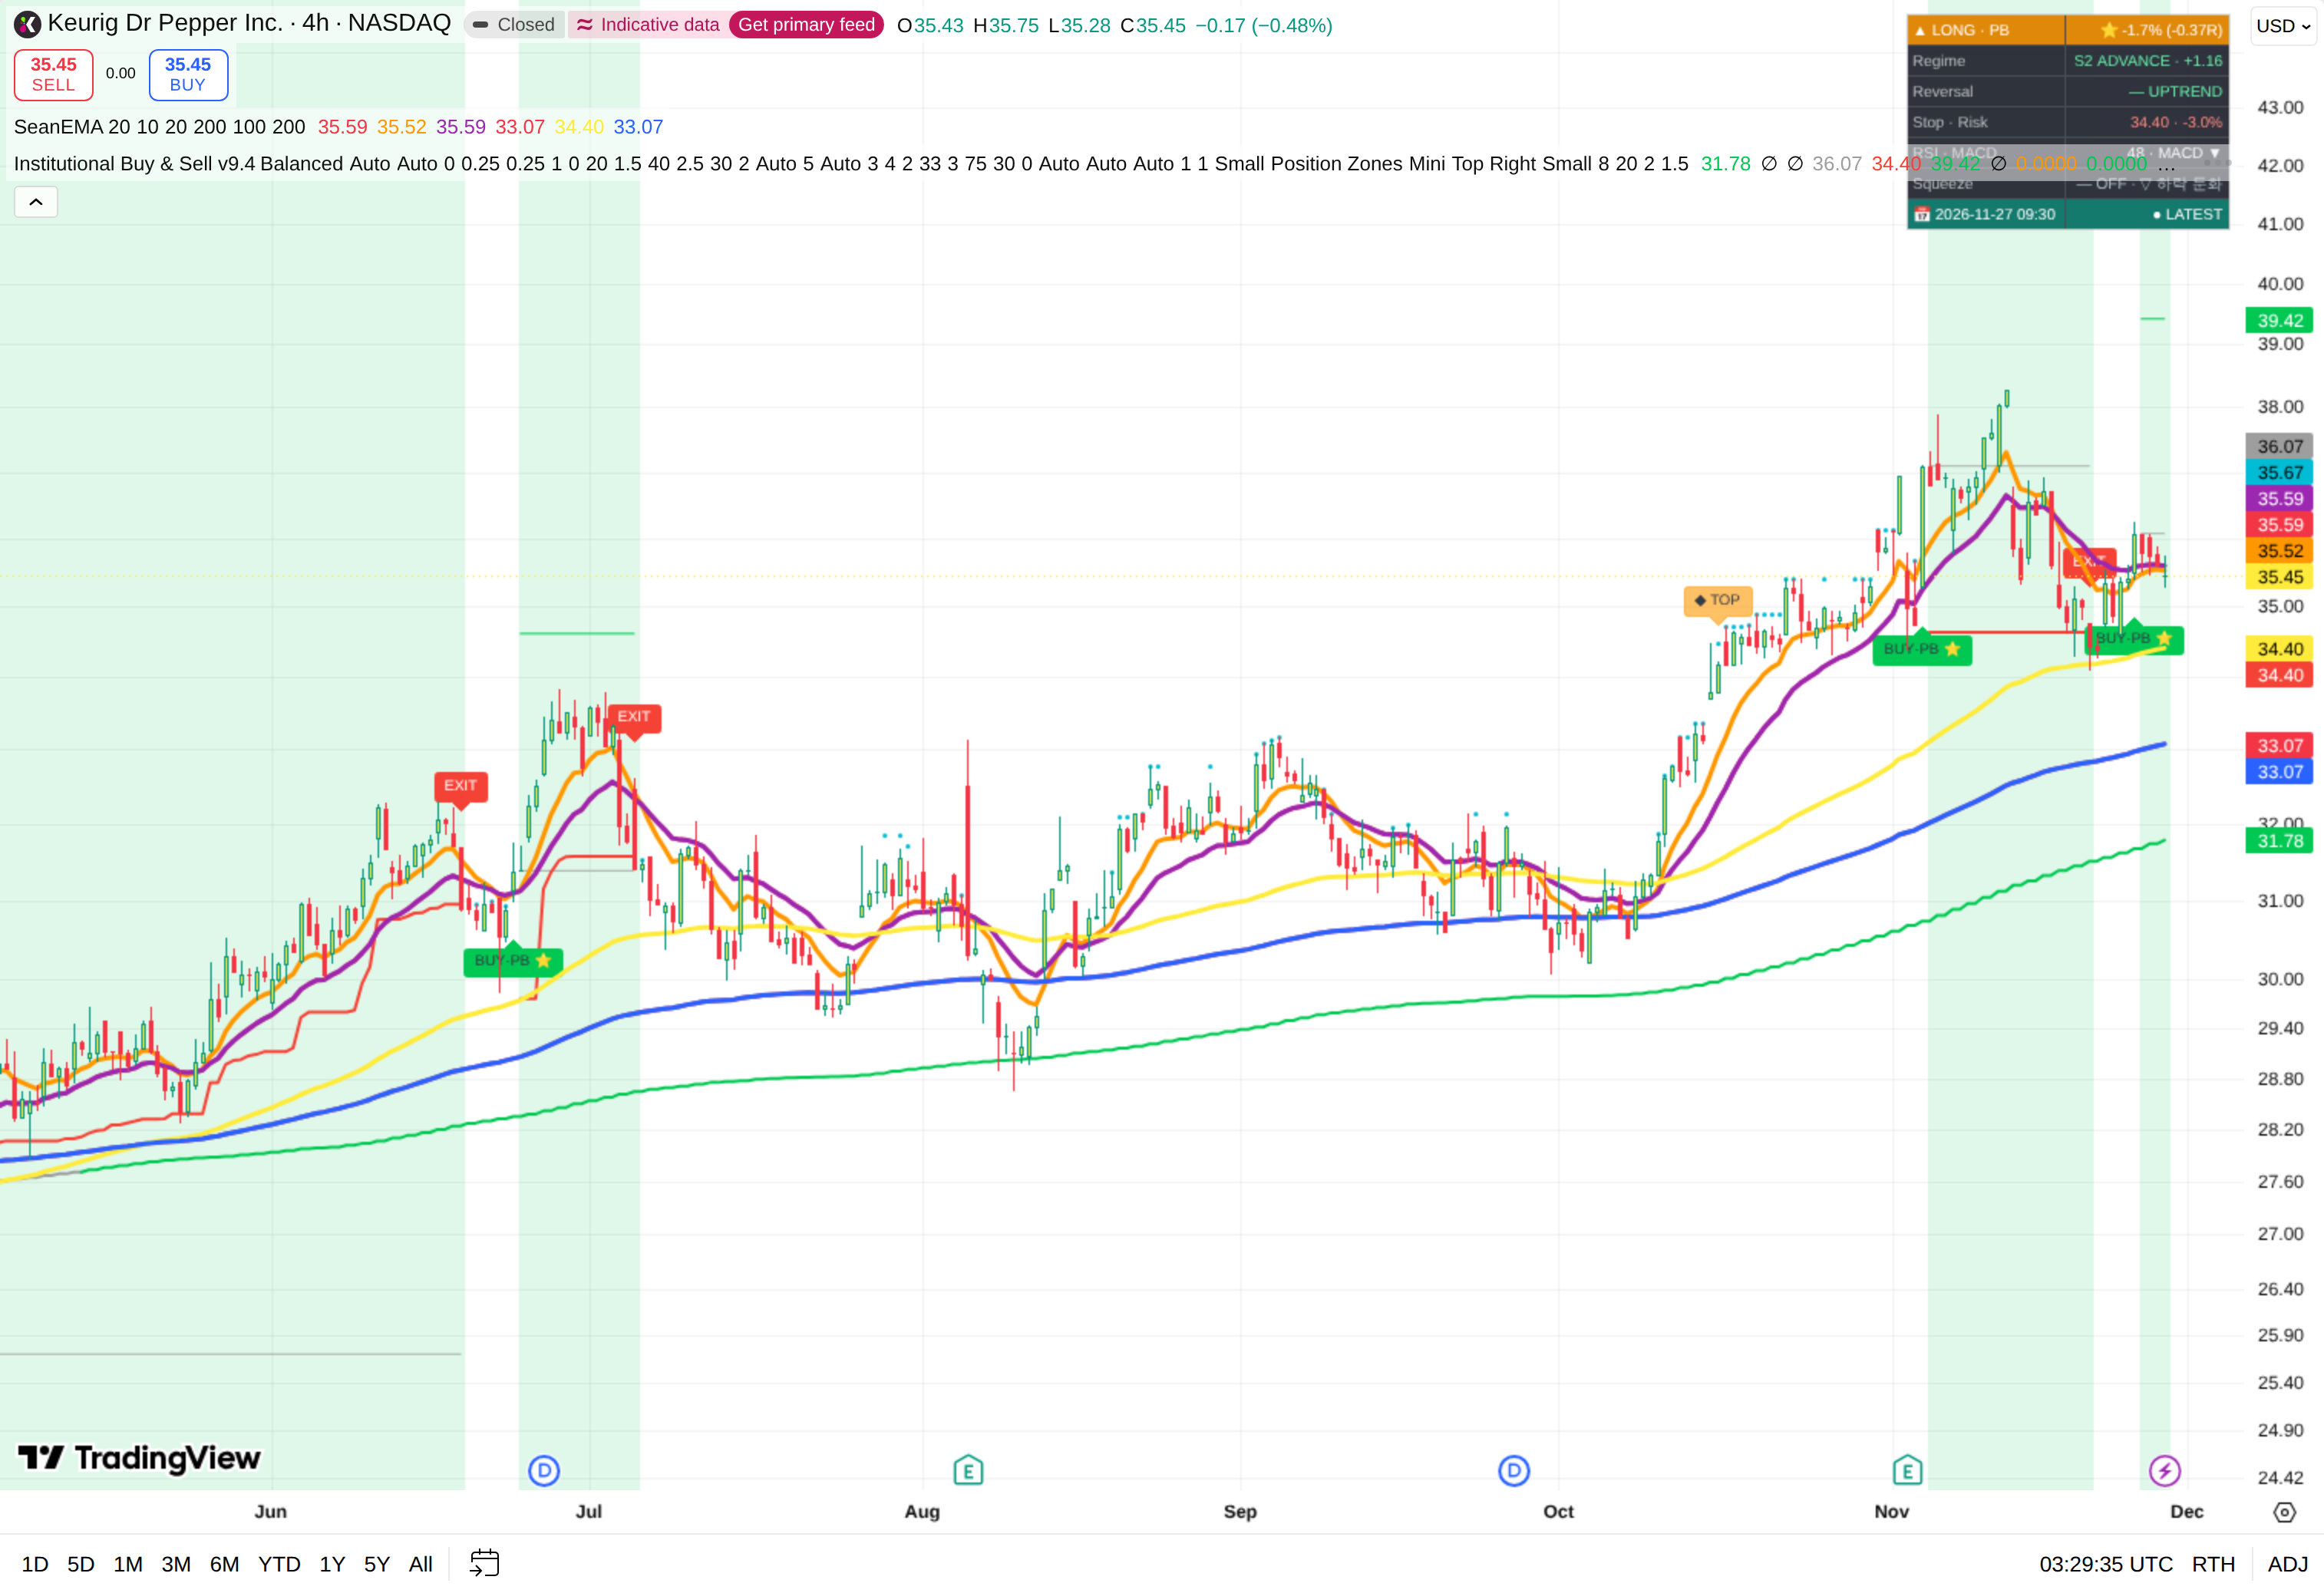 Keurig Dr Pepper Inc. · 4h · NASDAQ Closed Indicative data Get primary feed O35.43 H35.75 L35.28 C35.45 −0.17 (−0.48%)
35.45 SELL 0.00 35.45 BUY
SeanEMA 20 10 20 200 100 200 35.59 35.52 35.59 33.07 34.40 33.07
Institutional Buy & Sell v9.4 Balanced Auto Auto 0 0.25 0.25 1 0 20 1.5 40 2.5 30 2 Auto 5 Auto 3 4 2 33 3 75 30 0 Auto Auto Auto 1 1 Small Position Zones Mini Top Right Small 8 20 2 1.5 31.78 ∅ ∅ 36.07 34.40 39.42 ∅ 0.0000 0.0000 …
▲ LONG · PB ⭐ -1.7% (-0.37R)
Regime S2 ADVANCE · +1.16
Reversal — UPTREND
Stop · Risk 34.40 · -3.0%
RSI · MACD 48 · MACD ▼
Squeeze — OFF · ▽ 하락 둔화
📅 2026-11-27 09:30 ● LATEST
USD
43.00
42.00
41.00
40.00
39.42
39.00
38.00
36.07
35.67
35.59
35.59
35.52
35.45
35.00
34.40
34.40
33.07
33.07
32.00
31.78
31.00
30.00
29.40
28.80
28.20
27.60
27.00
26.40
25.90
25.40
24.90
24.42
EXIT
BUY-PB ⭐
EXIT
◆ TOP
BUY-PB ⭐
EXIT
BUY-PB ⭐
TradingView
D E D E
Jun Jul Aug Sep Oct Nov Dec
1D 5D 1M 3M 6M YTD 1Y 5Y All 03:29:35 UTC RTH ADJ